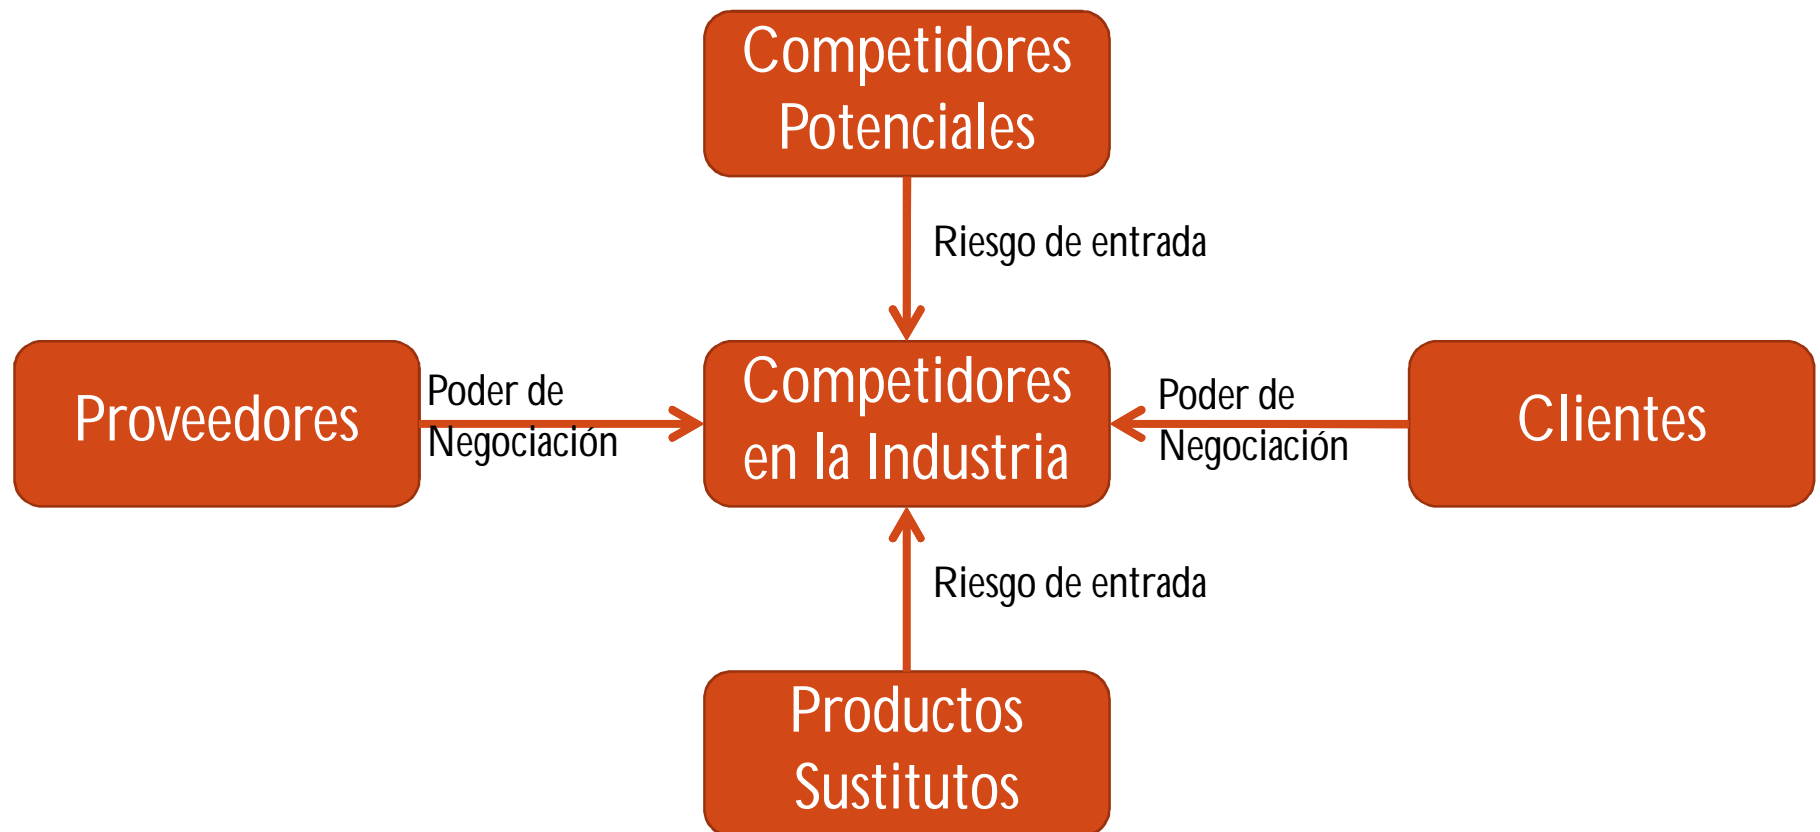 Competidores
Potenciales
Riesgo de entrada
Proveedores
Poder de
Negociación
Competidores
en la Industria
Poder de
Negociación
Clientes
Riesgo de entrada
Productos
Sustitutos